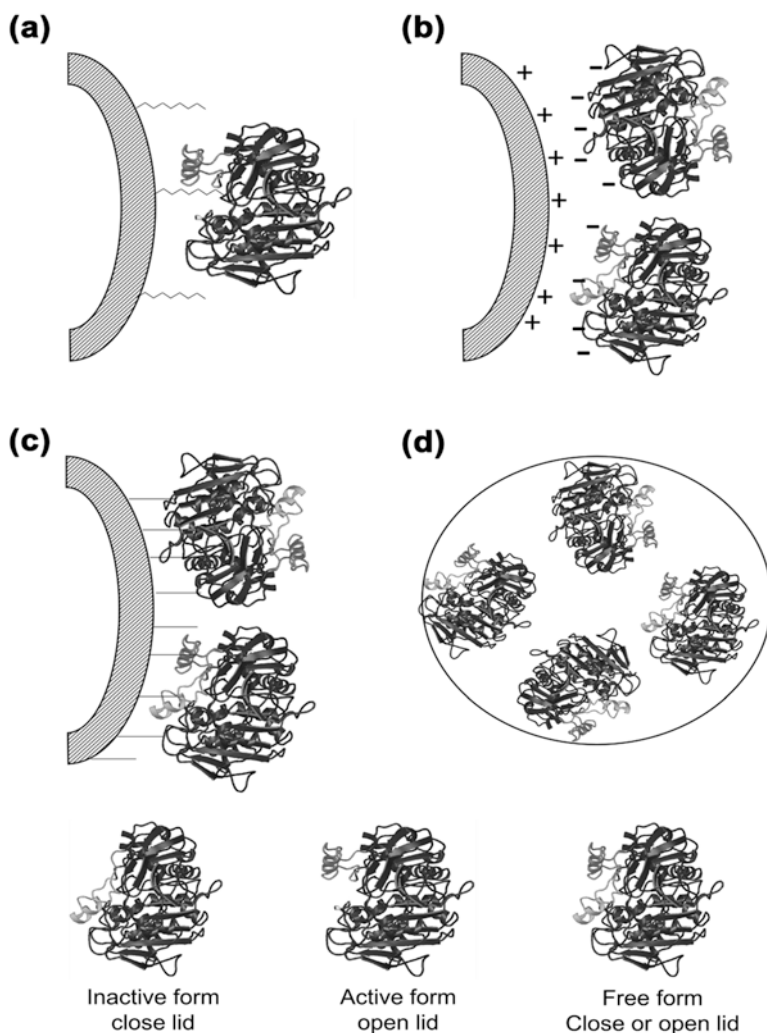 (a)
(b)
+
+
+
+
+
+
+
-
-
-
-
-
-
-
-
-
(c)
(d)
Inactive form
close lid
Active form
open lid
Free form
Close or open lid